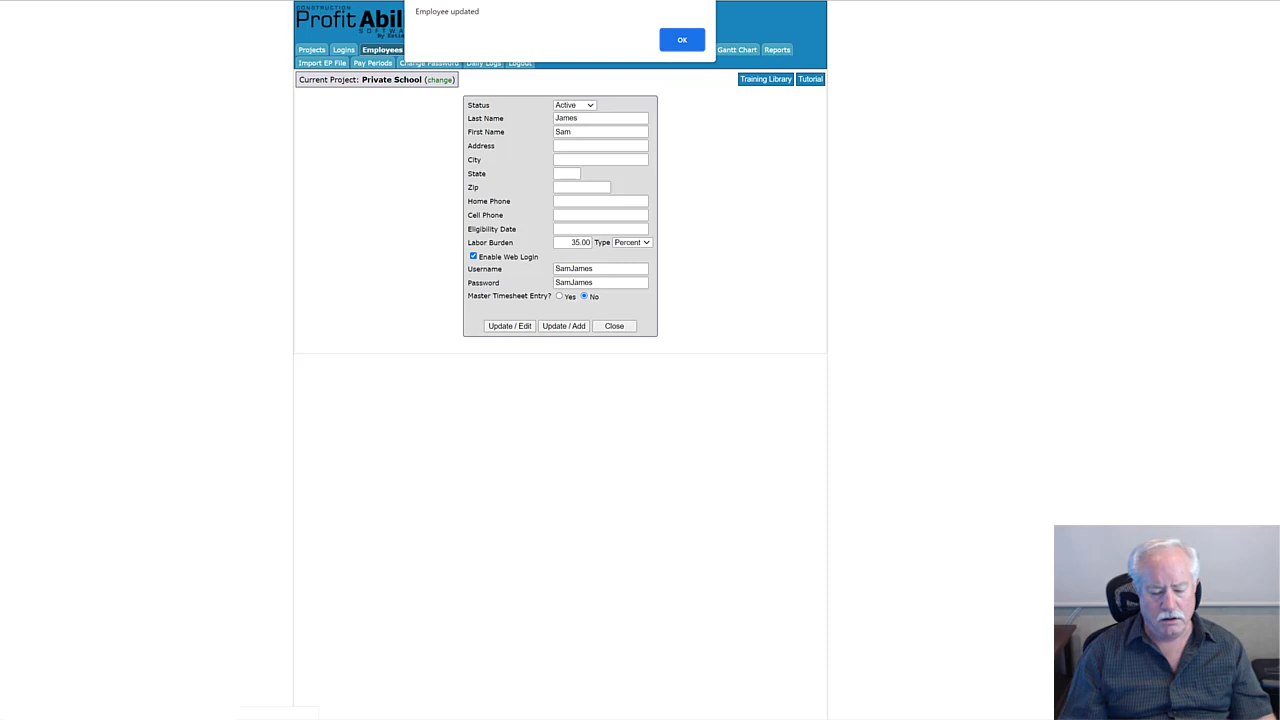 CONSTRUCTION
Profit Abil
SOFTWA
Employee updated
OK
Projects Logins Employees Gantt Chart Reports
Import EP File Pay Periods Change Password Daily Logs Logout
Current Project: Private School (change) Training Library Tutorial
Status Active
Last Name James
First Name Sam
Address
City
State
Zip
Home Phone
Cell Phone
Eligibility Date
Labor Burden 35.00 Type Percent
Enable Web Login
Username SamJames
Password SamJames
Master Timesheet Entry? Yes No
Update / Edit Update / Add Close